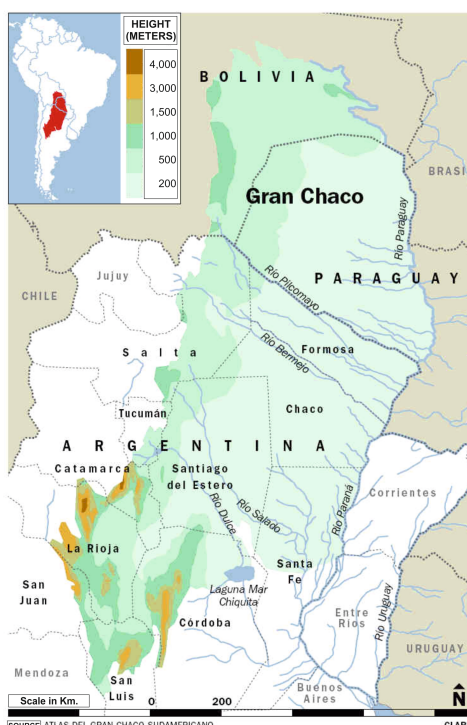 HEIGHT
(METERS)
4,000
3,000
1,500
1,000
500
200
BOLIVIA
BRASI
Gran Chaco
Río Paraguay
Río Pilcomayo
PARAGUAY
CHILE
Jujuy
Salta
Río Bermejo
Formosa
Tucumán
Chaco
ARGENTINA
Catamarca
Santiago
del Estero
Corrientes
Río Dulce
Río Salado
Río Paraná
La Rioja
Santa
Fe
San
Juan
Laguna Mar
Chiquita
Córdoba
Entre
Rios
Río Uruguay
URUGUAY
Mendoza
San
Luis
Buenos
Aires
Scale in Km.
0
200
N
SOURCE: ATLAS DEL GRAN CHACO SUDAMERICANO